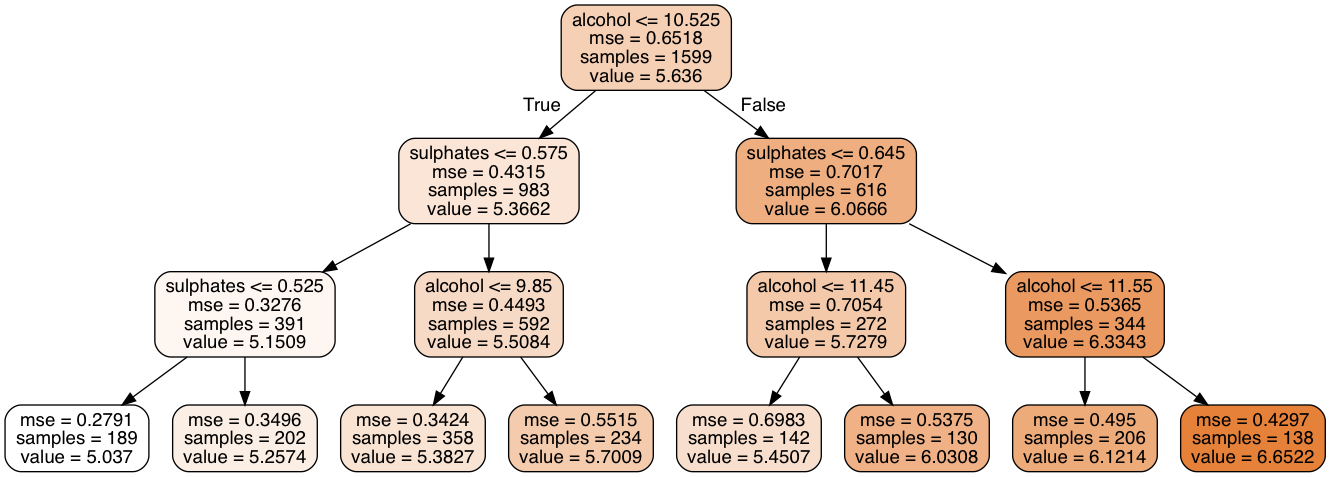 alcohol <= 10.525
mse = 0.6518
samples = 1599
value = 5.636
True
False
sulphates <= 0.575
mse = 0.4315
samples = 983
value = 5.3662
sulphates <= 0.645
mse = 0.7017
samples = 616
value = 6.0666
sulphates <= 0.525
mse = 0.3276
samples = 391
value = 5.1509
alcohol <= 9.85
mse = 0.4493
samples = 592
value = 5.5084
alcohol <= 11.45
mse = 0.7054
samples = 272
value = 5.7279
alcohol <= 11.55
mse = 0.5365
samples = 344
value = 6.3343
mse = 0.2791
samples = 189
value = 5.037
mse = 0.3496
samples = 202
value = 5.2574
mse = 0.3424
samples = 358
value = 5.3827
mse = 0.5515
samples = 234
value = 5.7009
mse = 0.6983
samples = 142
value = 5.4507
mse = 0.5375
samples = 130
value = 6.0308
mse = 0.495
samples = 206
value = 6.1214
mse = 0.4297
samples = 138
value = 6.6522